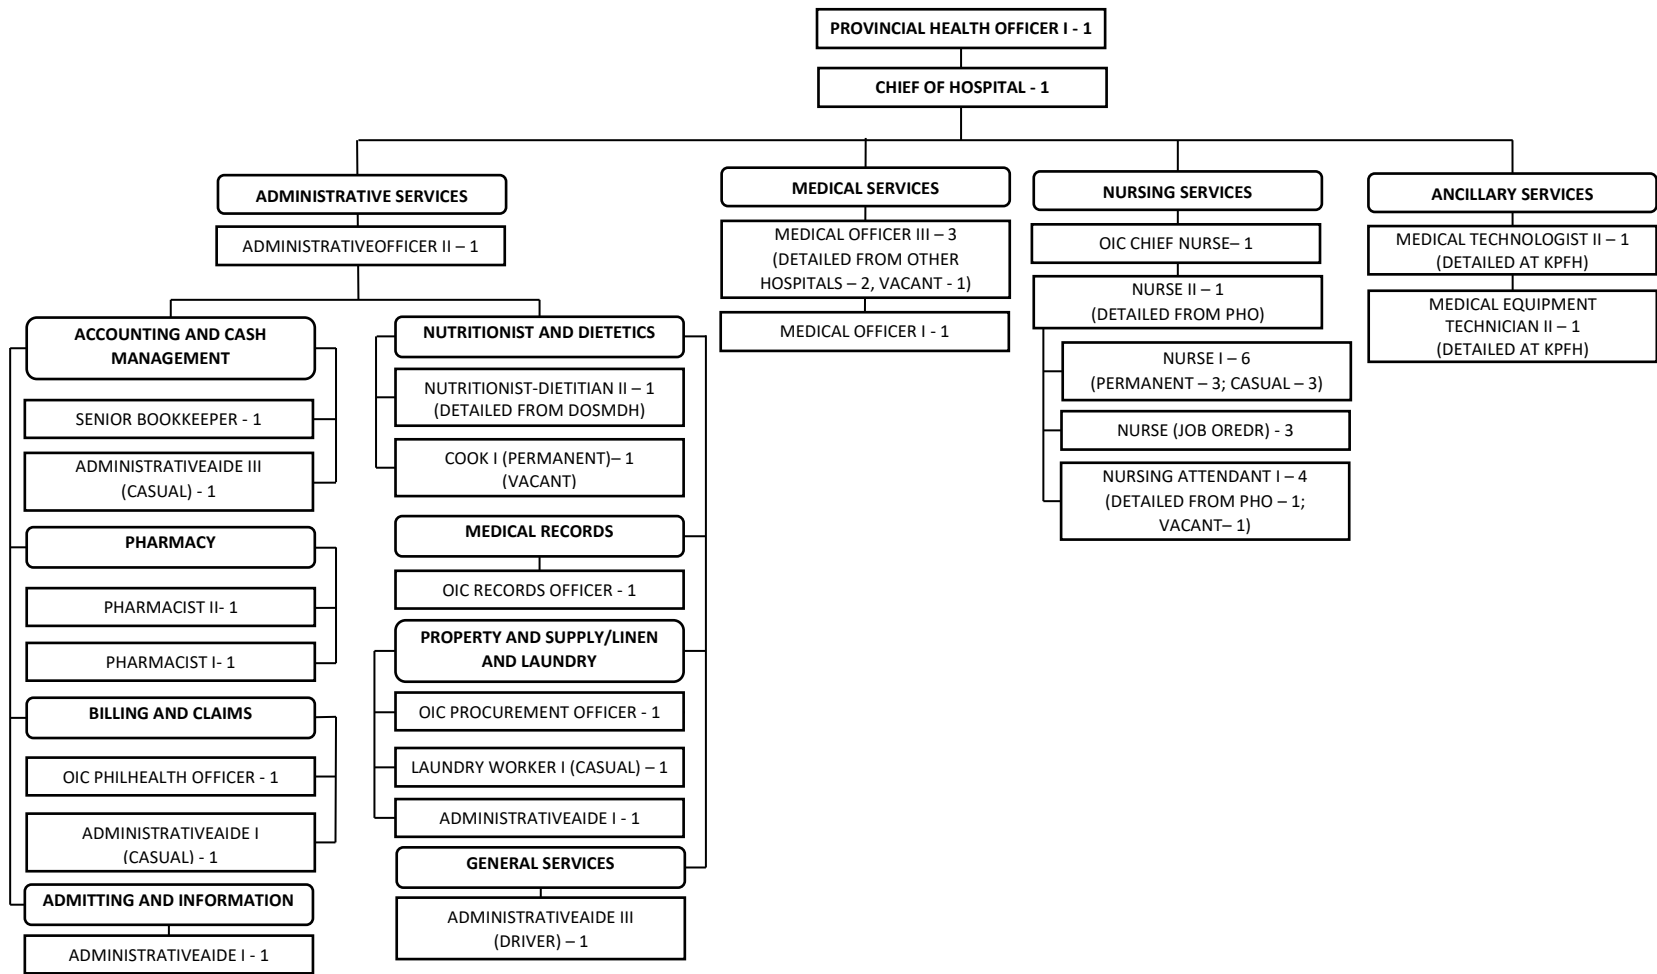 PROVINCIAL HEALTH OFFICER I - 1
CHIEF OF HOSPITAL - 1
ADMINISTRATIVE SERVICES
ADMINISTRATIVEOFFICER II – 1
ACCOUNTING AND CASH
MANAGEMENT
SENIOR BOOKKEEPER - 1
ADMINISTRATIVEAIDE III
(CASUAL) - 1
PHARMACY
PHARMACIST II- 1
PHARMACIST I- 1
BILLING AND CLAIMS
OIC PHILHEALTH OFFICER - 1
ADMINISTRATIVEAIDE I
(CASUAL) - 1
ADMITTING AND INFORMATION
ADMINISTRATIVEAIDE I - 1
NUTRITIONIST AND DIETETICS
NUTRITIONIST-DIETITIAN II – 1
(DETAILED FROM DOSMDH)
COOK I (PERMANENT)– 1
(VACANT)
MEDICAL RECORDS
OIC RECORDS OFFICER - 1
PROPERTY AND SUPPLY/LINEN
AND LAUNDRY
OIC PROCUREMENT OFFICER - 1
LAUNDRY WORKER I (CASUAL) – 1
ADMINISTRATIVEAIDE I - 1
GENERAL SERVICES
ADMINISTRATIVEAIDE III
(DRIVER) – 1
MEDICAL SERVICES
MEDICAL OFFICER III – 3
(DETAILED FROM OTHER
HOSPITALS – 2, VACANT - 1)
MEDICAL OFFICER I - 1
NURSING SERVICES
OIC CHIEF NURSE– 1
NURSE II – 1
(DETAILED FROM PHO)
NURSE I – 6
(PERMANENT – 3; CASUAL – 3)
NURSE (JOB OREDR) - 3
NURSING ATTENDANT I – 4
(DETAILED FROM PHO – 1;
VACANT– 1)
ANCILLARY SERVICES
MEDICAL TECHNOLOGIST II – 1
(DETAILED AT KPFH)
MEDICAL EQUIPMENT
TECHNICIAN II – 1
(DETAILED AT KPFH)